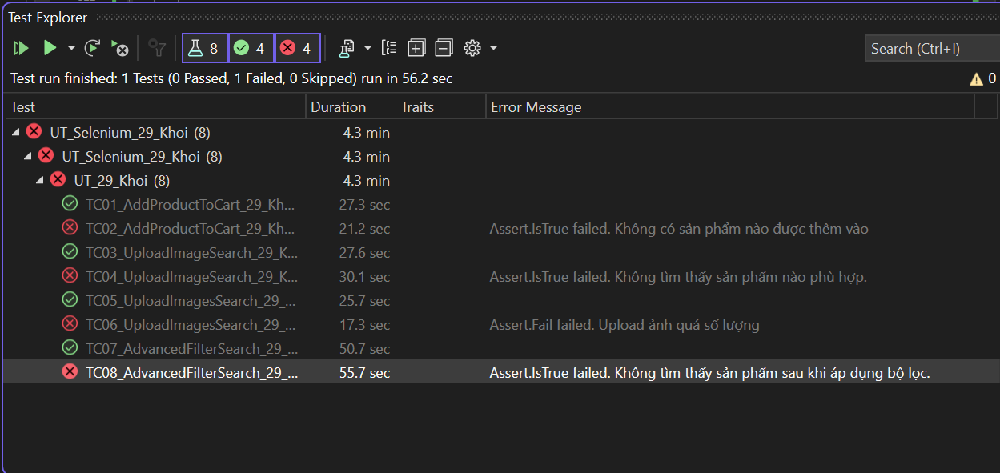 Test Explorer
8 4 4
Search (Ctrl+I)
Test run finished: 1 Tests (0 Passed, 1 Failed, 0 Skipped) run in 56.2 sec
0
Test Duration Traits Error Message
UT_Selenium_29_Khoi (8) 4.3 min
UT_Selenium_29_Khoi (8) 4.3 min
UT_29_Khoi (8) 4.3 min
TC01_AddProductToCart_29_Kh... 27.3 sec
TC02_AddProductToCart_29_Kh... 21.2 sec Assert.IsTrue failed. Không có sản phẩm nào được thêm vào
TC03_UploadImageSearch_29_K... 27.6 sec
TC04_UploadImageSearch_29_K... 30.1 sec Assert.IsTrue failed. Không tìm thấy sản phẩm nào phù hợp.
TC05_UploadImagesSearch_29_... 25.7 sec
TC06_UploadImagesSearch_29_... 17.3 sec Assert.Fail failed. Upload ảnh quá số lượng
TC07_AdvancedFilterSearch_29_... 50.7 sec
TC08_AdvancedFilterSearch_29_... 55.7 sec Assert.IsTrue failed. Không tìm thấy sản phẩm sau khi áp dụng bộ lọc.